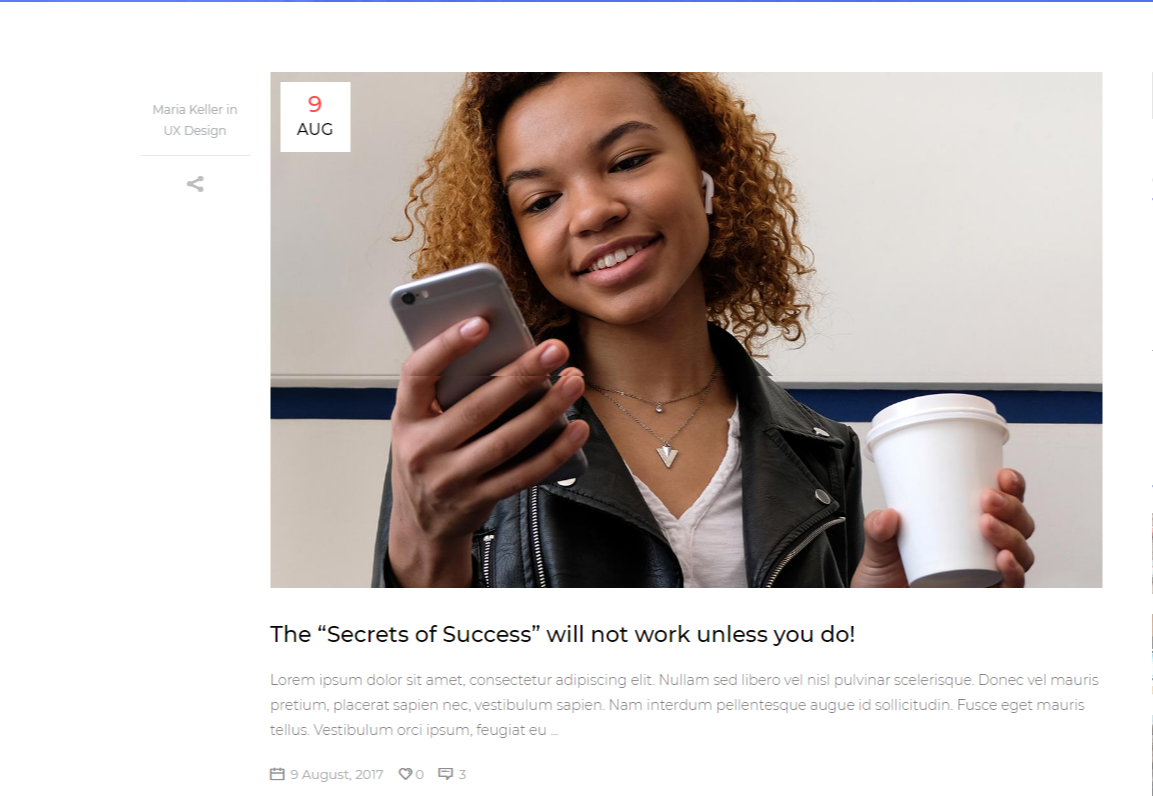 Maria Keller in
UX Design
9
AUG
The “Secrets of Success” will not work unless you do!
Lorem ipsum dolor sit amet, consectetur adipiscing elit. Nullam sed libero vel nisl pulvinar scelerisque. Donec vel mauris
pretium, placerat sapien nec, vestibulum sapien. Nam interdum pellentesque augue id sollicitudin. Fusce eget mauris
tellus. Vestibulum orci ipsum, feugiat eu ...
9 August, 2017 0 3